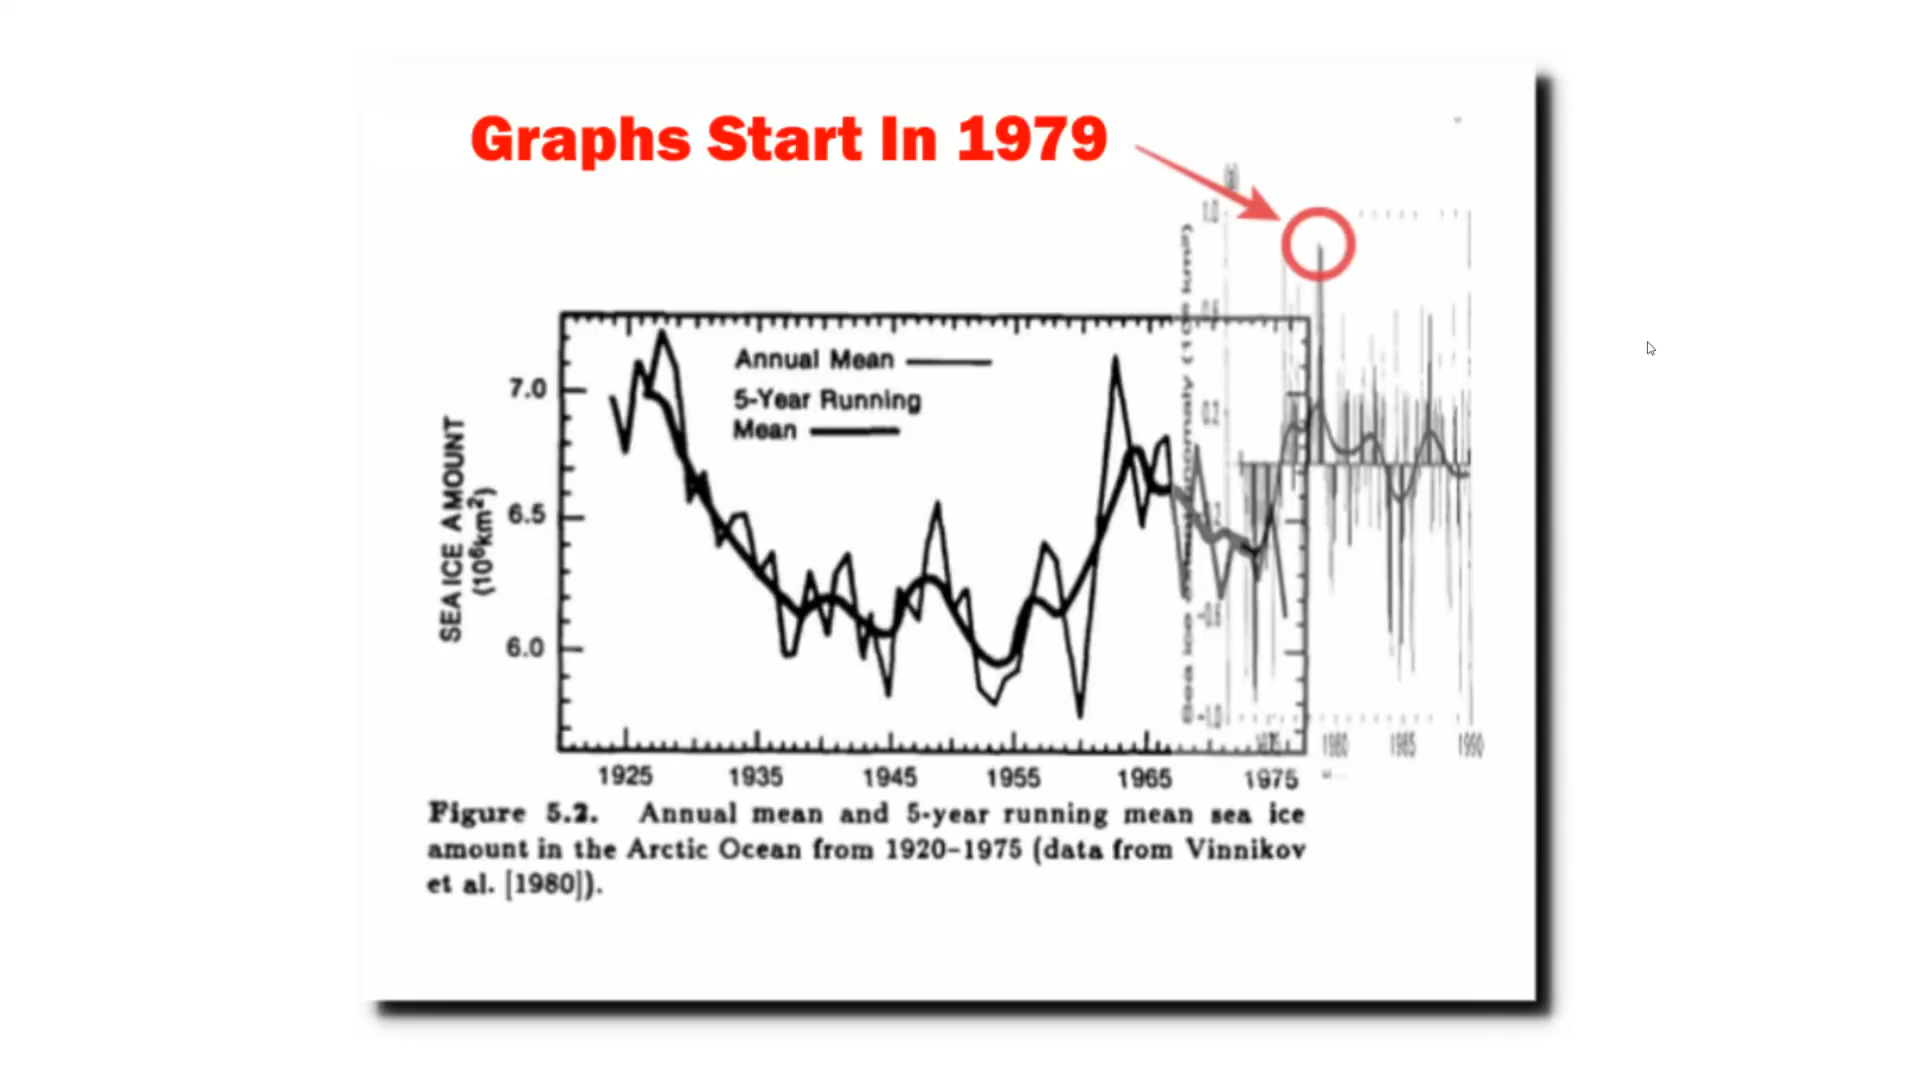 Graphs Start In 1979
Annual Mean
5-Year Running
Mean
SEA ICE AMOUNT
(10⁶km²)
7.0
6.5
6.0
1925 1935 1945 1955 1965 1975
1980 1985 1990
Figure 5.2. Annual mean and 5-year running mean sea ice
amount in the Arctic Ocean from 1920–1975 (data from Vinnikov
et al. [1980]).